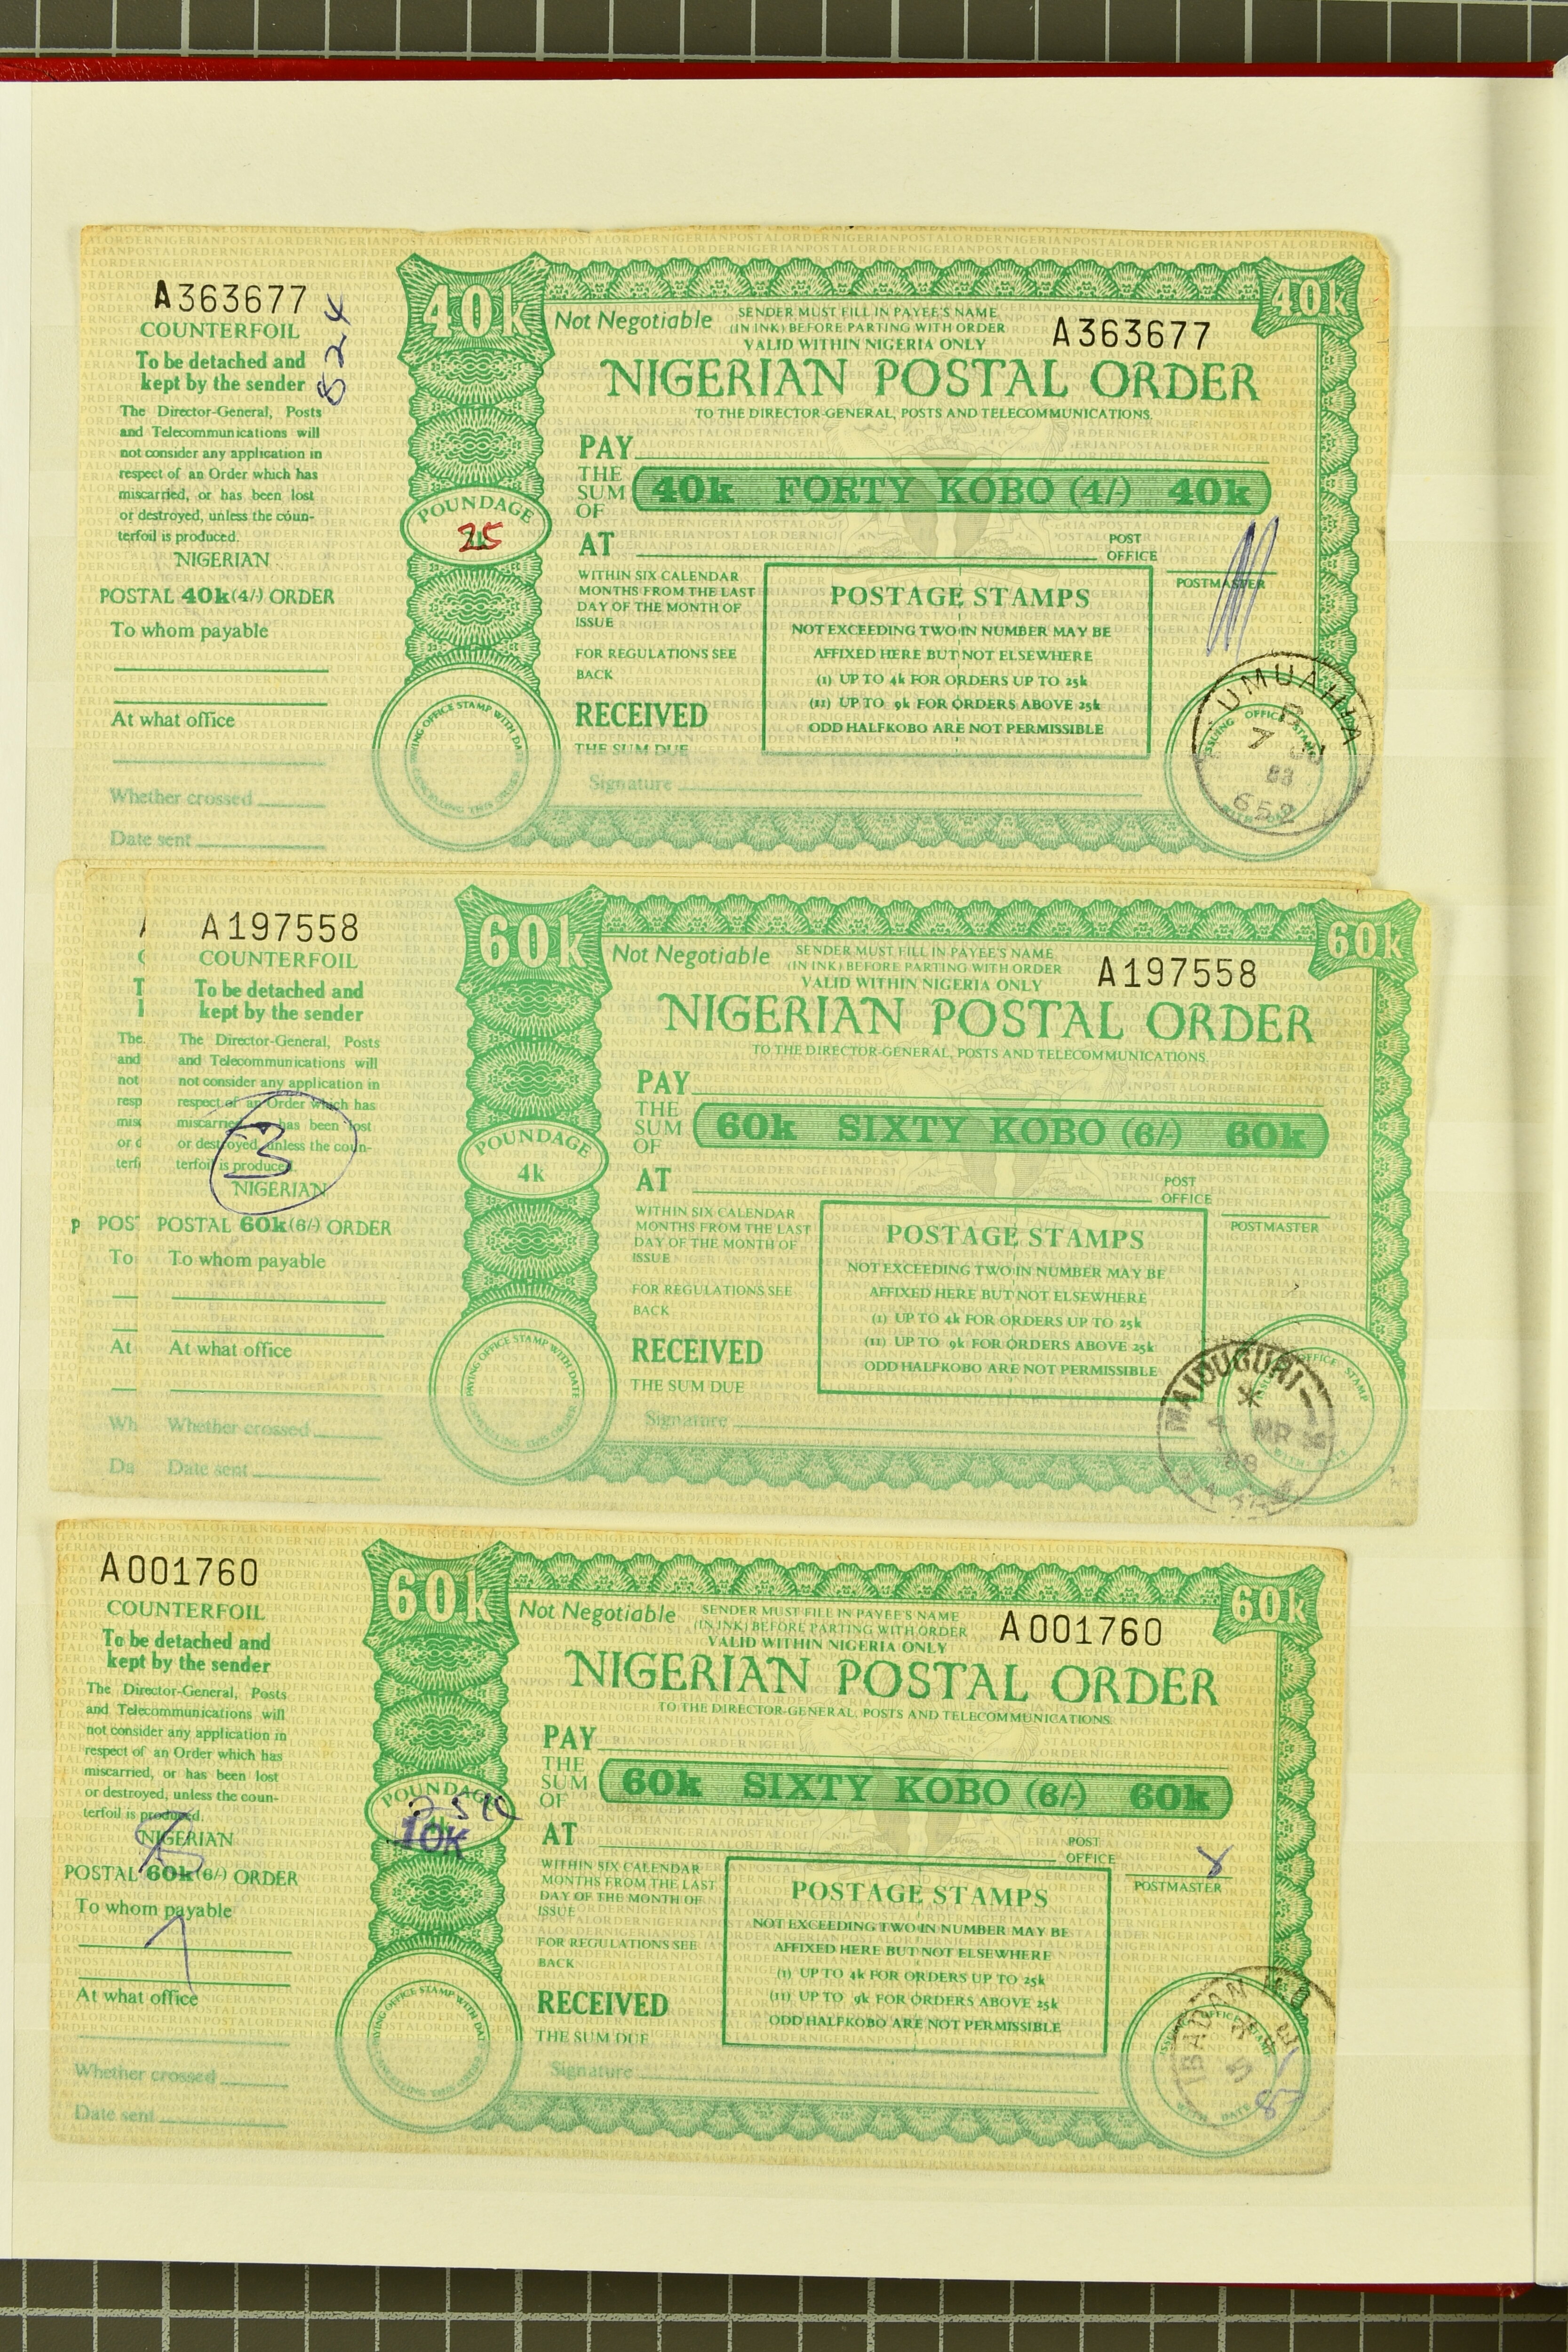 A363677
COUNTERFOIL
To be detached and
kept by the sender
The Director-General, Posts
and Telecommunications will
not consider any application in
respect of an Order which has
miscarried, or has been lost
or destroyed, unless the coun-
terfoil is produced.
NIGERIAN
POSTAL 40k (4/-) ORDER
To whom payable
At what office
Whether crossed
Date sent
824
40k
40k
Not Negotiable
SENDER MUST FILL IN PAYEE'S NAME
(IN INK) BEFORE PARTING WITH ORDER
VALID WITHIN NIGERIA ONLY
A363677
NIGERIAN POSTAL ORDER
TO THE DIRECTOR-GENERAL, POSTS AND TELECOMMUNICATIONS.
PAY
THE SUM OF
40k FORTY KOBO (4/-) 40k
POUNDAGE
25
AT
POST OFFICE
POSTMASTER
WITHIN SIX CALENDAR
MONTHS FROM THE LAST
DAY OF THE MONTH OF
ISSUE
FOR REGULATIONS SEE
BACK
RECEIVED
THE SUM DUE
Signature
POSTAGE STAMPS
NOT EXCEEDING TWO IN NUMBER MAY BE
AFFIXED HERE BUT NOT ELSEWHERE
(I) UP TO 4k FOR ORDERS UP TO 25k
(II) UP TO 9k FOR ORDERS ABOVE 25k
ODD HALFKOBO ARE NOT PERMISSIBLE
UMUAHIA
88
652
A197558
COUNTERFOIL
To be detached and
kept by the sender
The Director-General, Posts
and Telecommunications will
not consider any application in
respect of an Order which has
miscarried, has been lost
or destroyed, unless the coun-
terfoil is produced
NIGERIAN
POSTAL 60k (6/-) ORDER
To whom payable
At what office
Whether crossed
Date sent
3
60k
60k
Not Negotiable
SENDER MUST FILL IN PAYEE'S NAME
(IN INK) BEFORE PARTING WITH ORDER
VALID WITHIN NIGERIA ONLY
A197558
NIGERIAN POSTAL ORDER
TO THE DIRECTOR-GENERAL, POSTS AND TELECOMMUNICATIONS.
PAY
THE SUM OF
60k SIXTY KOBO (6/-) 60k
POUNDAGE
4k
AT
POST OFFICE
POSTMASTER
WITHIN SIX CALENDAR
MONTHS FROM THE LAST
DAY OF THE MONTH OF
ISSUE
FOR REGULATIONS SEE
BACK
RECEIVED
THE SUM DUE
Signature
PAYING OFFICE STAMP WITH DATE
CANCELLING THIS ORDER
POSTAGE STAMPS
NOT EXCEEDING TWO IN NUMBER MAY BE
AFFIXED HERE BUT NOT ELSEWHERE
(I) UP TO 4k FOR ORDERS UP TO 25k
(II) UP TO 9k FOR ORDERS ABOVE 25k
ODD HALFKOBO ARE NOT PERMISSIBLE
MAIDUGURI
4 MR
88
A001760
COUNTERFOIL
To be detached and
kept by the sender
The Director-General, Posts
and Telecommunications will
not consider any application in
respect of an Order which has
miscarried, or has been lost
or destroyed, unless the coun-
terfoil is produced.
NIGERIAN
POSTAL 60k (6/-) ORDER
To whom payable
At what office
Whether crossed
Date sent
60k
60k
Not Negotiable
SENDER MUST FILL IN PAYEE'S NAME
(IN INK) BEFORE PARTING WITH ORDER
VALID WITHIN NIGERIA ONLY
A001760
NIGERIAN POSTAL ORDER
TO THE DIRECTOR-GENERAL, POSTS AND TELECOMMUNICATIONS.
PAY
THE SUM OF
60k SIXTY KOBO (6/-) 60k
POUNDAGE
10K
AT
POST OFFICE
POSTMASTER
WITHIN SIX CALENDAR
MONTHS FROM THE LAST
DAY OF THE MONTH OF
ISSUE
FOR REGULATIONS SEE
BACK
RECEIVED
THE SUM DUE
Signature
POSTAGE STAMPS
NOT EXCEEDING TWO IN NUMBER MAY BE
AFFIXED HERE BUT NOT ELSEWHERE
(I) UP TO 4k FOR ORDERS UP TO 25k
(II) UP TO 9k FOR ORDERS ABOVE 25k
ODD HALFKOBO ARE NOT PERMISSIBLE
IBADAN